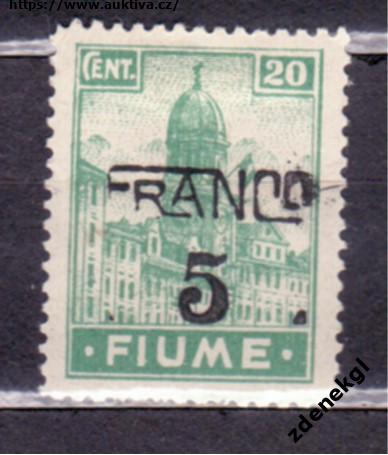 https://www.auktiva.cz/
CENT. 20
FRANCO
5
· FIUME ·
zdenekgl